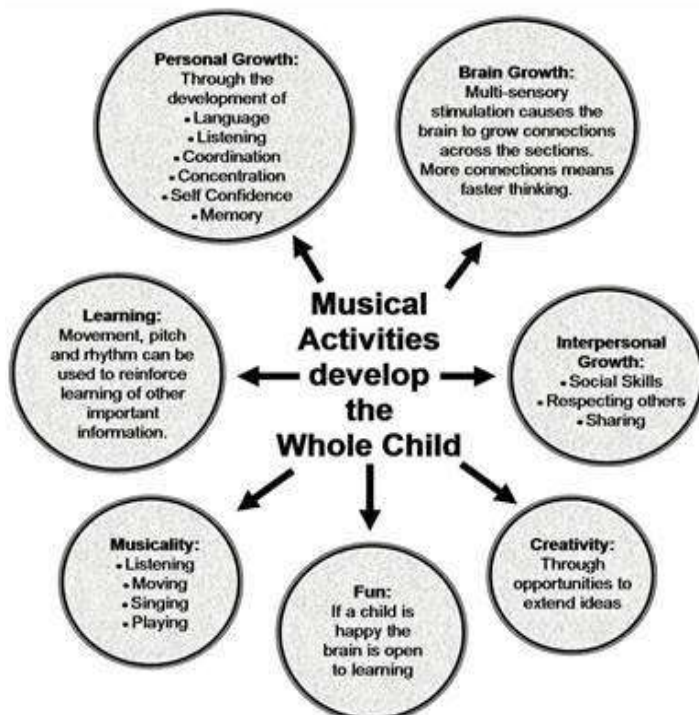 Personal Growth:
Through the
development of
• Language
• Listening
• Coordination
• Concentration
• Self Confidence
• Memory
Brain Growth:
Multi-sensory
stimulation causes the
brain to grow connections
across the sections.
More connections means
faster thinking.
Learning:
Movement, pitch
and rhythm can be
used to reinforce
learning of other
important
information.
Musical
Activities
develop
the
Whole Child
Interpersonal
Growth:
• Social Skills
• Respecting others
• Sharing
Musicality:
• Listening
• Moving
• Singing
• Playing
Fun:
If a child is
happy the
brain is open
to learning
Creativity:
Through
opportunities to
extend ideas